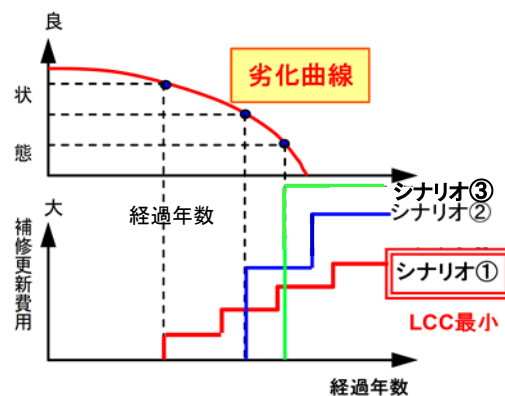 良
状
態
劣化曲線
経過年数
大
補修更新費用
シナリオ③
シナリオ②
シナリオ①
LCC最小
経過年数